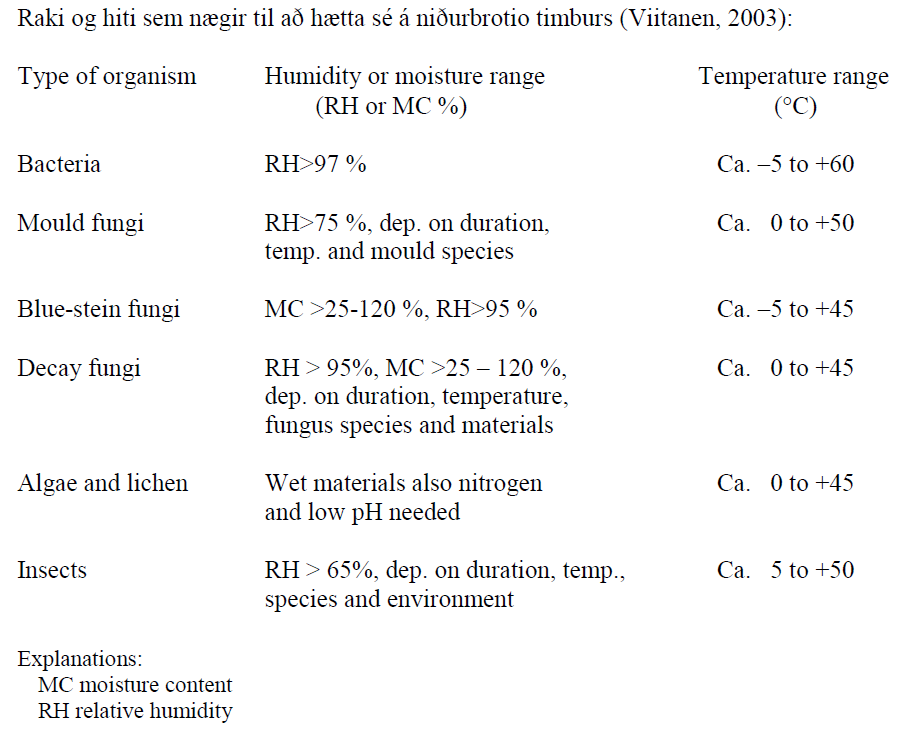 Raki og hiti sem nægir til að hætta sé á niðurbrotio timburs (Viitanen, 2003):
Type of organism Humidity or moisture range Temperature range
(RH or MC %) (°C)
Bacteria RH>97 % Ca. –5 to +60
Mould fungi RH>75 %, dep. on duration, Ca. 0 to +50
temp. and mould species
Blue-stein fungi MC >25-120 %, RH>95 % Ca. –5 to +45
Decay fungi RH > 95%, MC >25 – 120 %, Ca. 0 to +45
dep. on duration, temperature,
fungus species and materials
Algae and lichen Wet materials also nitrogen Ca. 0 to +45
and low pH needed
Insects RH > 65%, dep. on duration, temp., Ca. 5 to +50
species and environment
Explanations:
MC moisture content
RH relative humidity